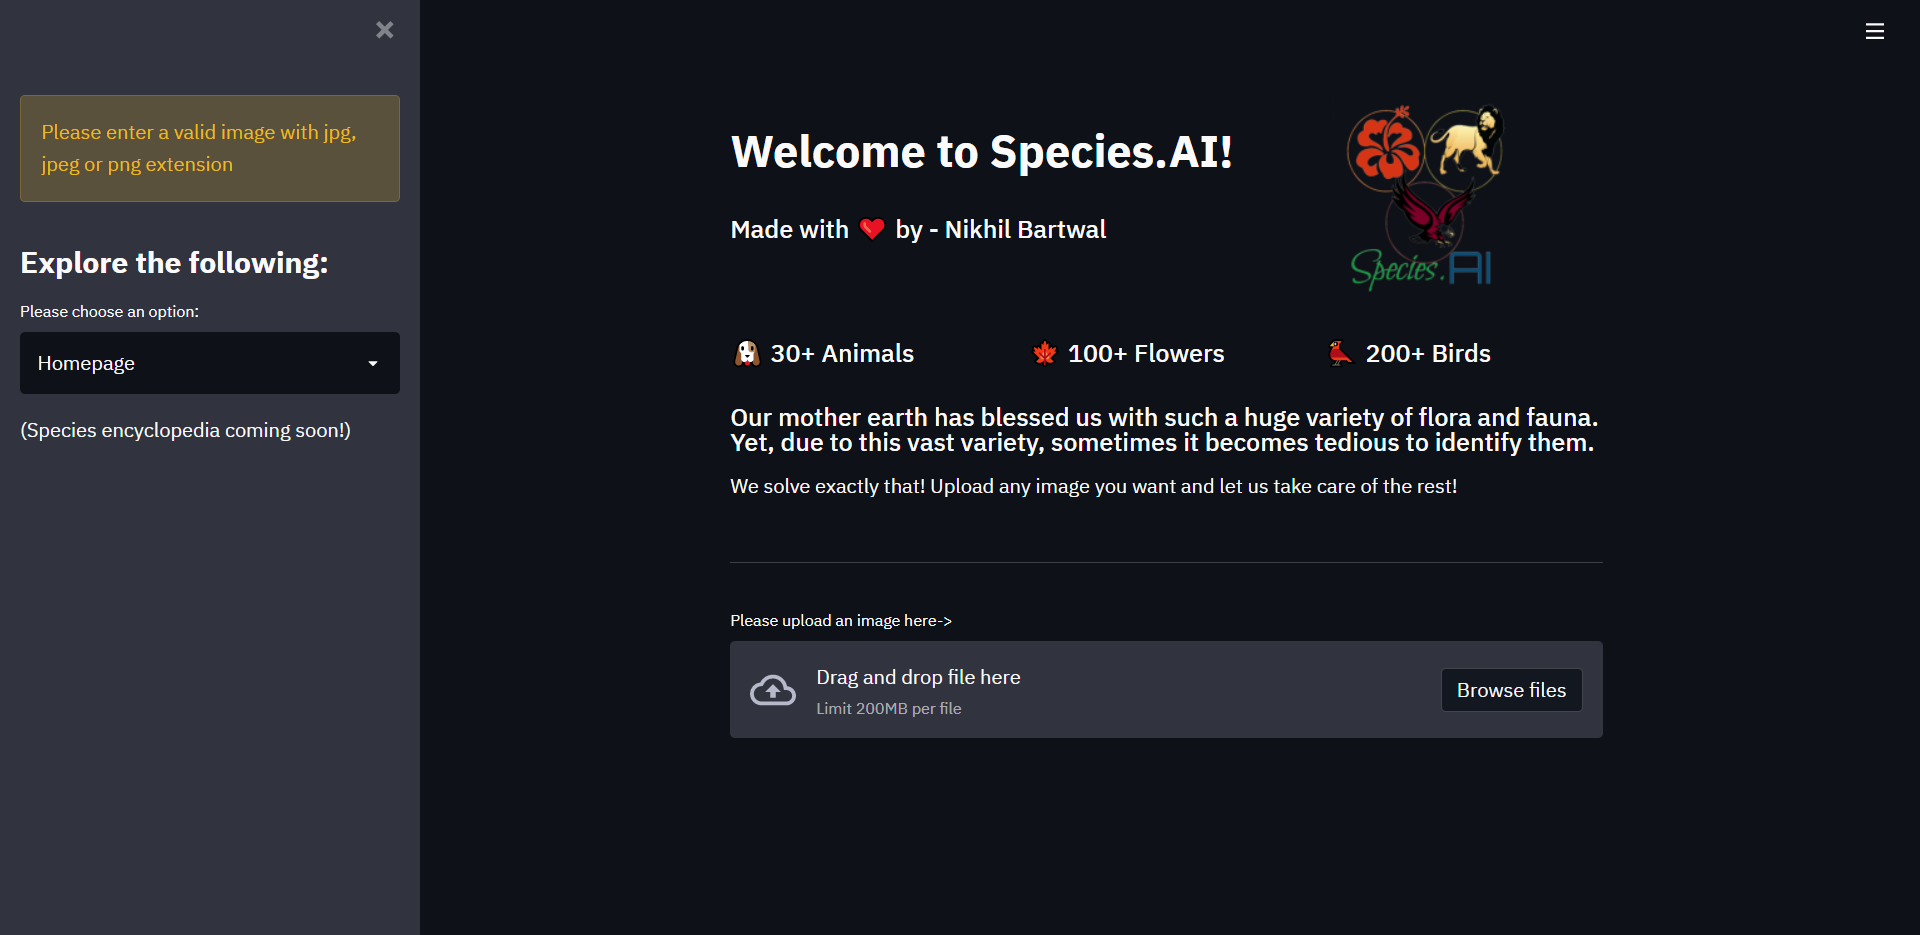 Please enter a valid image with jpg,
jpeg or png extension
Explore the following:
Please choose an option:
Homepage
(Species encyclopedia coming soon!)
Welcome to Species.AI!
Made with ❤️ by - Nikhil Bartwal
Species.AI
30+ Animals
100+ Flowers
200+ Birds
Our mother earth has blessed us with such a huge variety of flora and fauna.
Yet, due to this vast variety, sometimes it becomes tedious to identify them.
We solve exactly that! Upload any image you want and let us take care of the rest!
Please upload an image here->
Drag and drop file here
Limit 200MB per file
Browse files